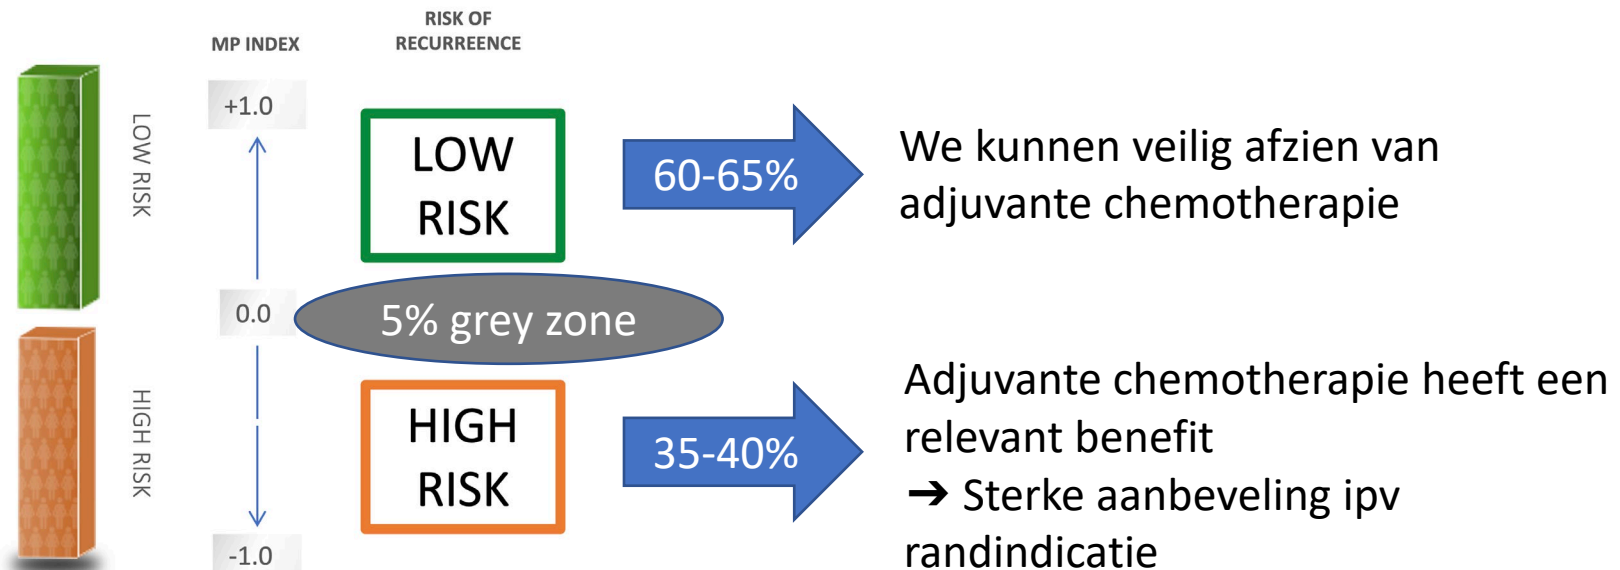 RISK OF
RECURREENCE
MP INDEX
LOW RISK
+1.0
LOW
RISK
60-65%
We kunnen veilig afzien van
adjuvante chemotherapie
0.0
5% grey zone
HIGH RISK
HIGH
RISK
35-40%
Adjuvante chemotherapie heeft een
relevant benefit
➔ Sterke aanbeveling ipv
randindicatie
-1.0